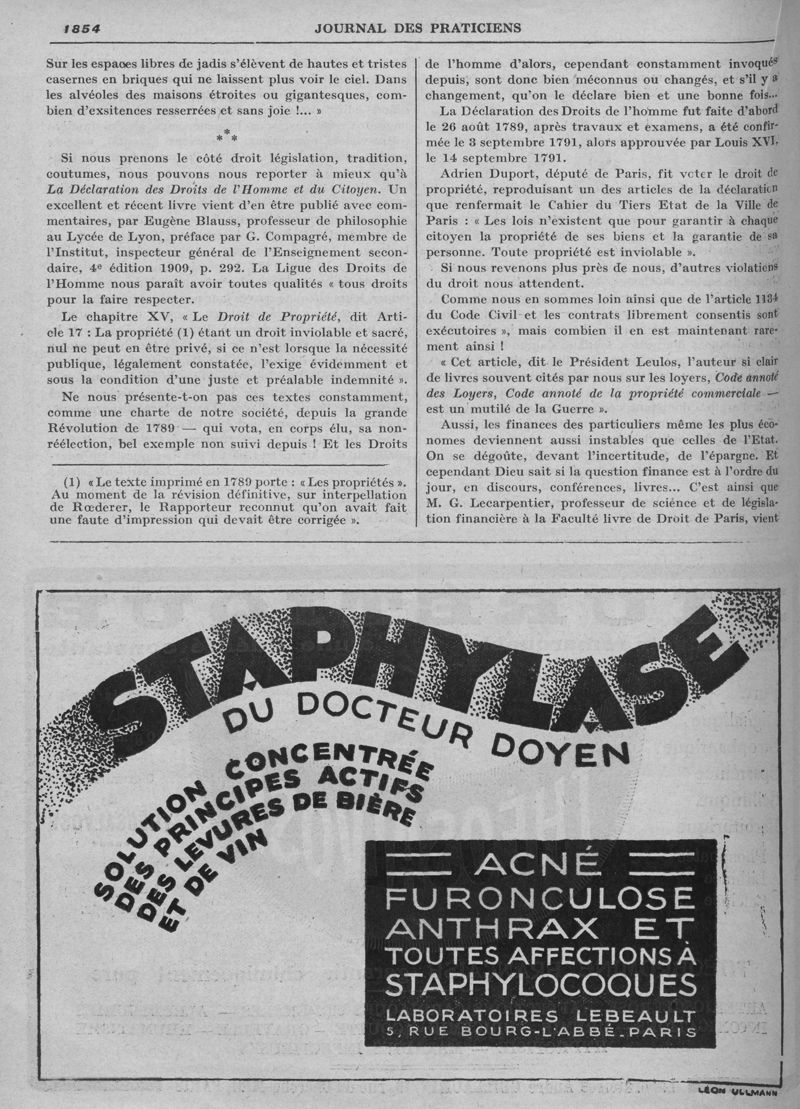 1854
JOURNAL DES PRATICIENS
Sur les espaces libres de jadis s'élèvent de hautes et tristes
casernes en briques qui ne laissent plus voir le ciel. Dans
les alvéoles des maisons étroites ou gigantesques, com-
bien d'exsitences resserrées et sans joie !... »
* * *
Si nous prenons le côté droit législation, tradition,
coutumes, nous pouvons nous reporter à mieux qu'à
La Déclaration des Droits de l'Homme et du Citoyen. Un
excellent et récent livre vient d'en être publié avec com-
mentaires, par Eugène Blauss, professeur de philosophie
au Lycée de Lyon, préface par G. Compagré, membre de
l'Institut, inspecteur général de l'Enseignement secon-
daire, 4e édition 1909, p. 292. La Ligue des Droits de
l'Homme nous paraît avoir toutes qualités « tous droits
pour la faire respecter.
Le chapitre XV, « Le Droit de Propriété, dit Arti-
cle 17 : La propriété (1) étant un droit inviolable et sacré,
nul ne peut en être privé, si ce n'est lorsque la nécessité
publique, légalement constatée, l'exige évidemment et
sous la condition d'une juste et préalable indemnité ».
Ne nous présente-t-on pas ces textes constamment,
comme une charte de notre société, depuis la grande
Révolution de 1789 — qui vota, en corps élu, sa non-
réélection, bel exemple non suivi depuis ! Et les Droits
(1) « Le texte imprimé en 1789 porte : « Les propriétés ».
Au moment de la révision définitive, sur interpellation
de Rœderer, le Rapporteur reconnut qu'on avait fait
une faute d'impression qui devait être corrigée ».
de l'homme d'alors, cependant constamment invoqués
depuis, sont donc bien méconnus ou changés, et s'il y a
changement, qu'on le déclare bien et une bonne fois...
La Déclaration des Droits de l'homme fut faite d'abord
le 26 août 1789, après travaux et examens, a été confir-
mée le 3 septembre 1791, alors approuvée par Louis XVI,
le 14 septembre 1791.
Adrien Duport, député de Paris, fit voter le droit de
propriété, reproduisant un des articles de la déclaration
que renfermait le Cahier du Tiers Etat de la Ville de
Paris : « Les lois n'existent que pour garantir à chaque
citoyen la propriété de ses biens et la garantie de sa
personne. Toute propriété est inviolable ».
Si nous revenons plus près de nous, d'autres violations
du droit nous attendent.
Comme nous en sommes loin ainsi que de l'article 1134
du Code Civil et les contrats librement consentis sont
exécutoires », mais combien il en est maintenant rare-
ment ainsi !
« Cet article, dit le Président Leulos, l'auteur si clair
de livres souvent cités par nous sur les loyers, Code annoté
des Loyers, Code annoté de la propriété commerciale —
est un mutilé de la Guerre ».
Aussi, les finances des particuliers même les plus éco-
nomes deviennent aussi instables que celles de l'Etat.
On se dégoûte, devant l'incertitude, de l'épargne. Et
cependant Dieu sait si la question finance est à l'ordre du
jour, en discours, conférences, livres... C'est ainsi que
M. G. Lecarpentier, professeur de science et de législa-
tion financière à la Faculté livre de Droit de Paris, vient
STAPHYLASE
DU DOCTEUR DOYEN
SOLUTION CONCENTRÉE
DES PRINCIPES ACTIFS
DES LEVURES DE BIÈRE
ET DE VIN
ACNÉ
FURONCULOSE
ANTHRAX ET
TOUTES AFFECTIONS À
STAPHYLOCOQUES
LABORATOIRES LEBEAULT
5, RUE BOURG-L'ABBÉ_PARIS
LÉON ULLMANN